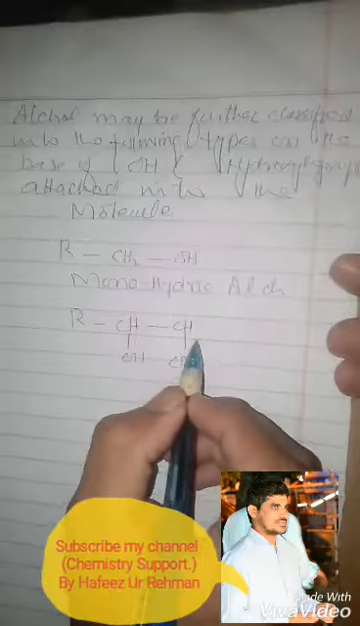 Alchol may be further classified
into the following types on the
base of (OH) Hydroxyl groups
attached into the
Molecule
R – CH₂ – OH
Mono-Hydric Alch
R – CH – CH
OH
Subscribe my channel
(Chemistry Support.)
By Hafeez Ur Rehman
Made With
VivaVideo